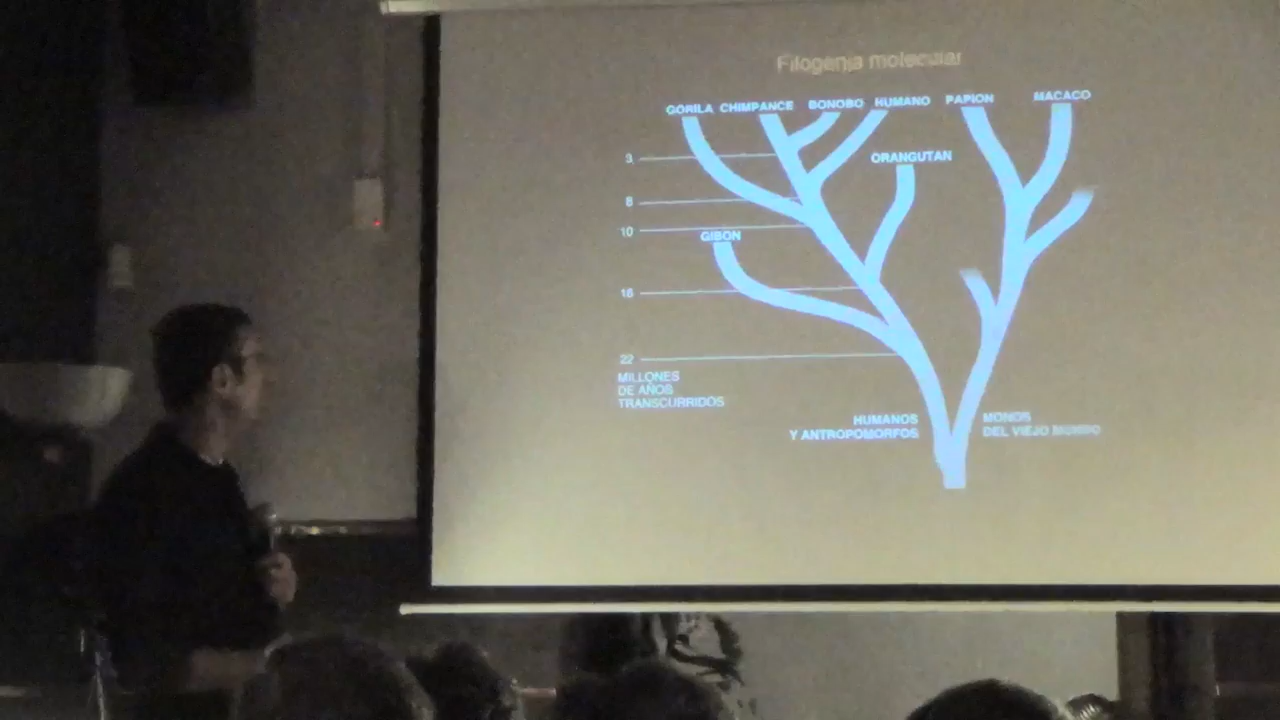 Filogenia molecular
GORILA CHIMPANCE BONOBO HUMANO PAPION MACACO
3
ORANGUTAN
8
10
GIBON
16
22
MILLONES
DE AÑOS
TRANSCURRIDOS
HUMANOS
Y ANTROPOMORFOS
MONOS
DEL VIEJO MUNDO